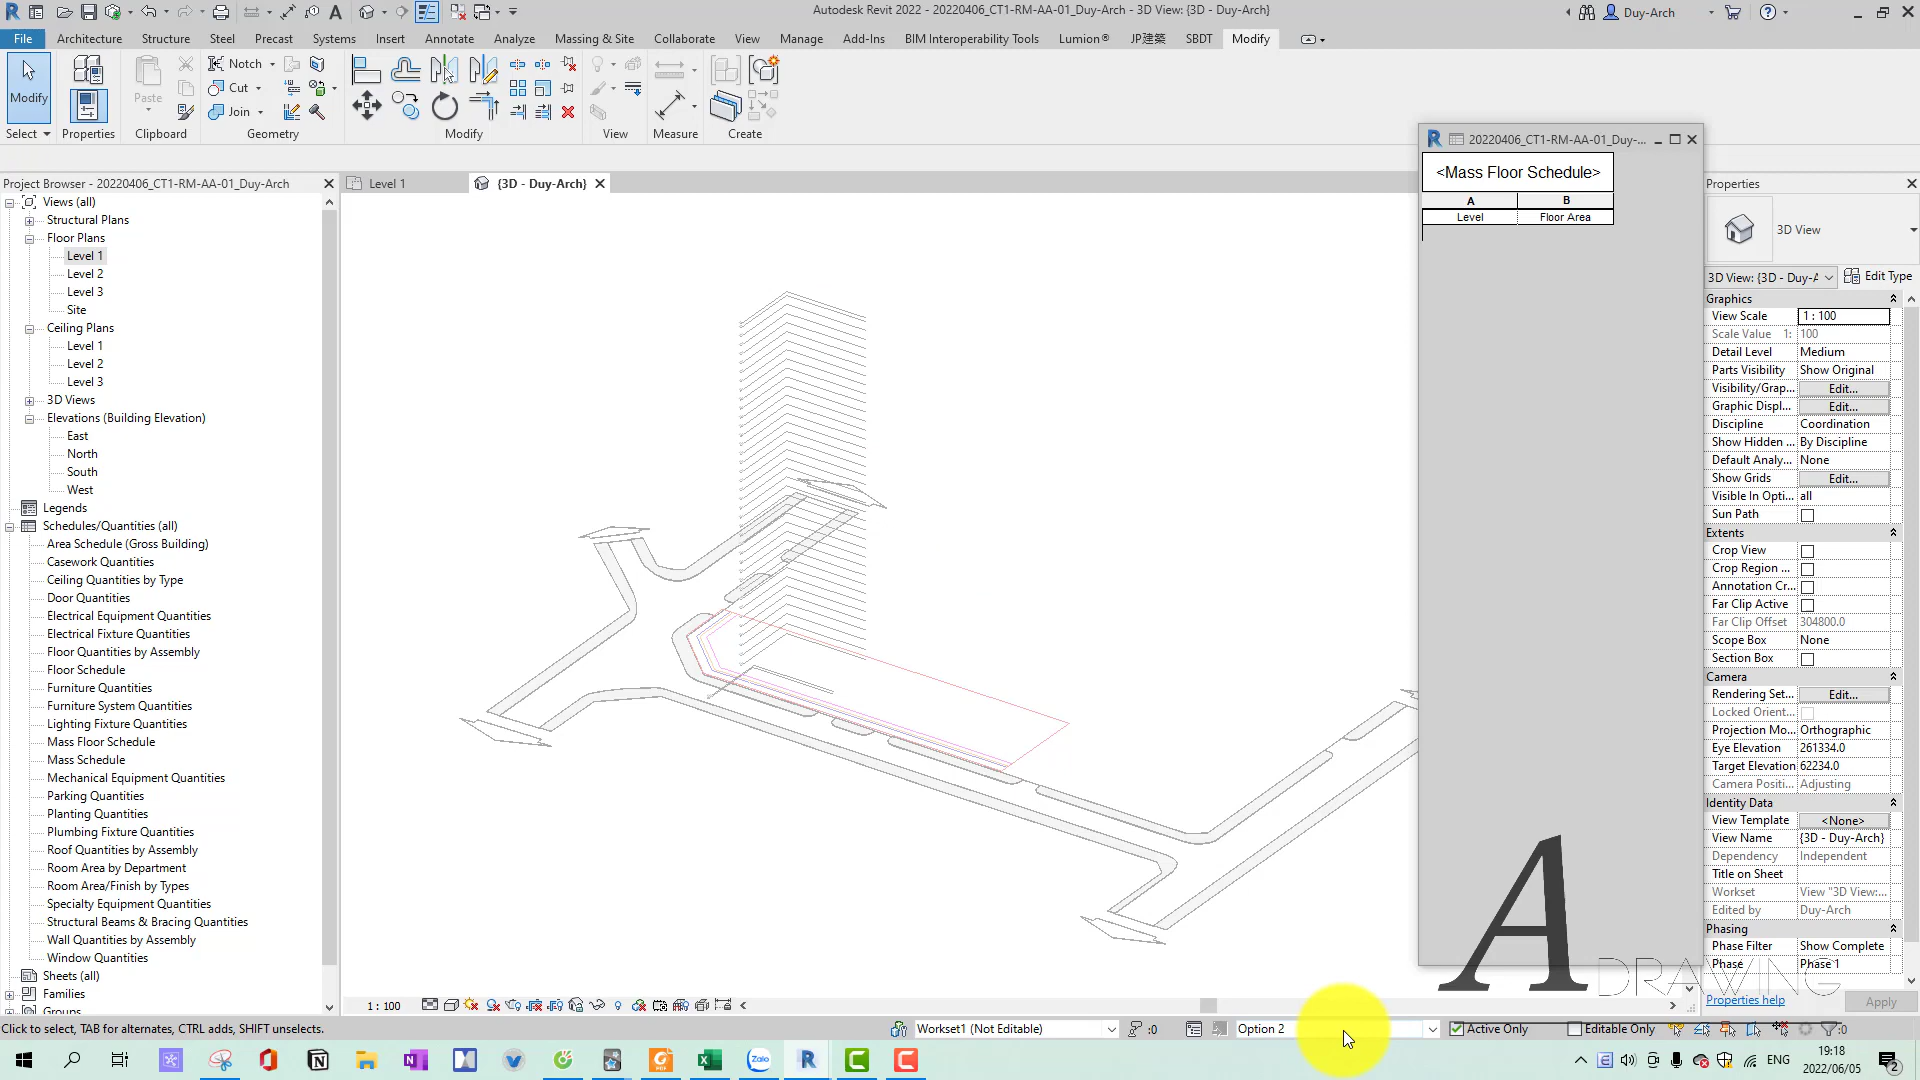 Autodesk Revit 2022 - 20220406_CT1-RM-AA-01_Duy-Arch - 3D View: {3D - Duy-Arch}
Duy-Arch
File
Architecture
Structure
Steel
Precast
Systems
Insert
Annotate
Analyze
Massing & Site
Collaborate
View
Manage
Add-Ins
BIM Interoperability Tools
Lumion®
JP建築
SBDT
Modify
Modify
Paste
Notch
Cut
Join
Select
Properties
Clipboard
Geometry
Modify
View
Measure
Create
Project Browser - 20220406_CT1-RM-AA-01_Duy-Arch
Views (all)
Structural Plans
Floor Plans
Level 1
Level 2
Level 3
Site
Ceiling Plans
Level 1
Level 2
Level 3
3D Views
Elevations (Building Elevation)
East
North
South
West
Legends
Schedules/Quantities (all)
Area Schedule (Gross Building)
Casework Quantities
Ceiling Quantities by Type
Door Quantities
Electrical Equipment Quantities
Electrical Fixture Quantities
Floor Quantities by Assembly
Floor Schedule
Furniture Quantities
Furniture System Quantities
Lighting Fixture Quantities
Mass Floor Schedule
Mass Schedule
Mechanical Equipment Quantities
Parking Quantities
Planting Quantities
Plumbing Fixture Quantities
Roof Quantities by Assembly
Room Area by Department
Room Area/Finish by Types
Specialty Equipment Quantities
Structural Beams & Bracing Quantities
Wall Quantities by Assembly
Window Quantities
Sheets (all)
Families
Groups
Level 1
{3D - Duy-Arch}
20220406_CT1-RM-AA-01_Duy-...
<Mass Floor Schedule>
A B
Level Floor Area
Properties
3D View
3D View: {3D - Duy-A
Edit Type
Graphics
View Scale 1 : 100
Scale Value 1: 100
Detail Level Medium
Parts Visibility Show Original
Visibility/Grap... Edit...
Graphic Displ... Edit...
Discipline Coordination
Show Hidden ... By Discipline
Default Analy... None
Show Grids Edit...
Visible In Opti... all
Sun Path
Extents
Crop View
Crop Region ...
Annotation Cr...
Far Clip Active
Far Clip Offset 304800.0
Scope Box None
Section Box
Camera
Rendering Set... Edit...
Locked Orient...
Projection Mo... Orthographic
Eye Elevation 261334.0
Target Elevation 62234.0
Camera Positi... Adjusting
Identity Data
View Template <None>
View Name {3D - Duy-Arch}
Dependency Independent
Title on Sheet
Workset View "3D View:...
Edited by Duy-Arch
Phasing
Phase Filter Show Complete
Phase Phase 1
Properties help
Apply
A DRAWING
1 : 100
Click to select, TAB for alternates, CTRL adds, SHIFT unselects.
Workset1 (Not Editable)
:0
Option 2
Active Only
Editable Only
:0
Zalo
ENG
19:18
2022/06/05
2